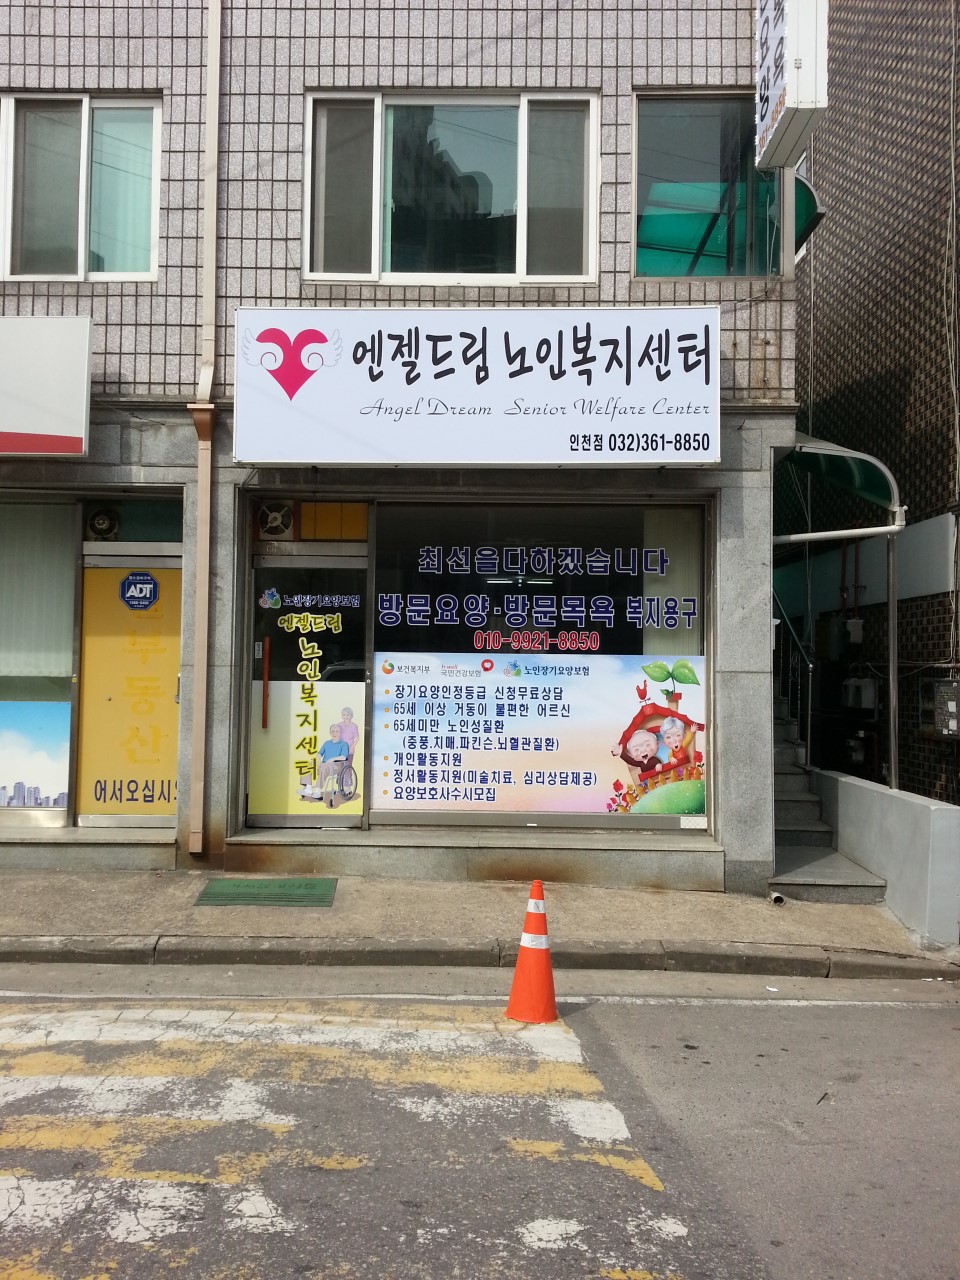 요양
엔젤드림 노인복지센터
Angel Dream Senior Welfare Center
인천점 032)361-8850
최선을다하겠습니다
방문요양·방문목욕 복지용구
010-9921-8850
보건복지부
국민건강보험
노인장기요양보험
장기요양인정등급 신청무료상담
65세 이상 거동이 불편한 어르신
65세미만 노인성질환
(중풍.치매.파킨슨.뇌혈관질환)
개인활동지원
정서활동지원(미술치료, 심리상담제공)
요양보호사수시모집
노인장기요양보험
엔젤드림
노인복지센터
ADT
부동산
어서오십시